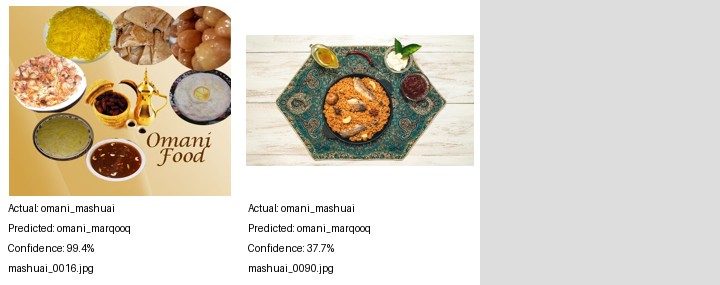 Omani
Food
Actual: omani_mashuai
Predicted: omani_marqooq
Confidence: 99.4%
mashuai_0016.jpg
Actual: omani_mashuai
Predicted: omani_marqooq
Confidence: 37.7%
mashuai_0090.jpg